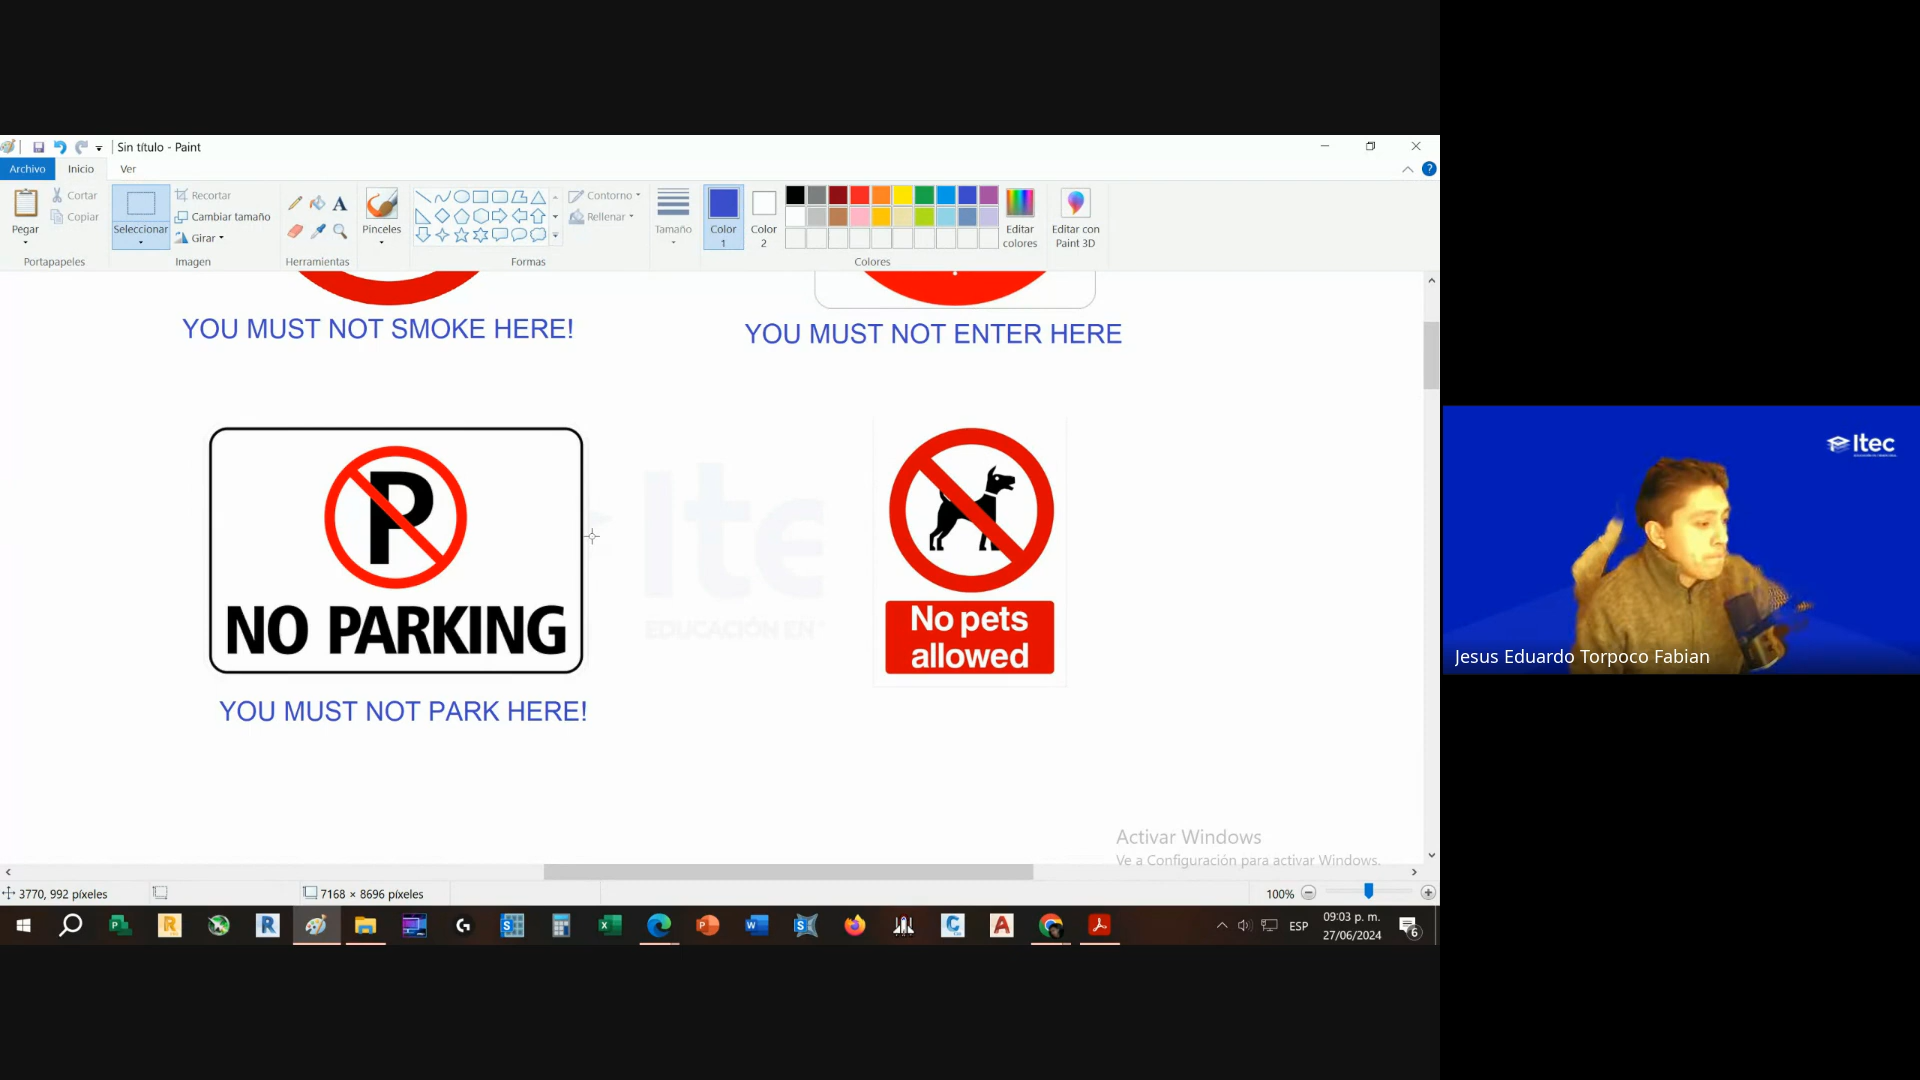 Sin título - Paint
Archivo Inicio Ver
Pegar
Cortar
Copiar
Portapapeles
Seleccionar
Recortar
Cambiar tamaño
Girar
Imagen
A
Herramientas
Pinceles
Formas
Contorno
Rellenar
Tamaño
Color 1
Color 2
Colores
Editar colores
Editar con Paint 3D
YOU MUST NOT SMOKE HERE!
YOU MUST NOT ENTER HERE
P
NO PARKING
YOU MUST NOT PARK HERE!
No pets
allowed
Itec
EDUCACIÓN EN
Activar Windows
Ve a Configuración para activar Windows.
3770, 992 píxeles
7168 × 8696 píxeles
100%
ESP
09:03 p. m.
27/06/2024
6
Itec
Jesus Eduardo Torpoco Fabian